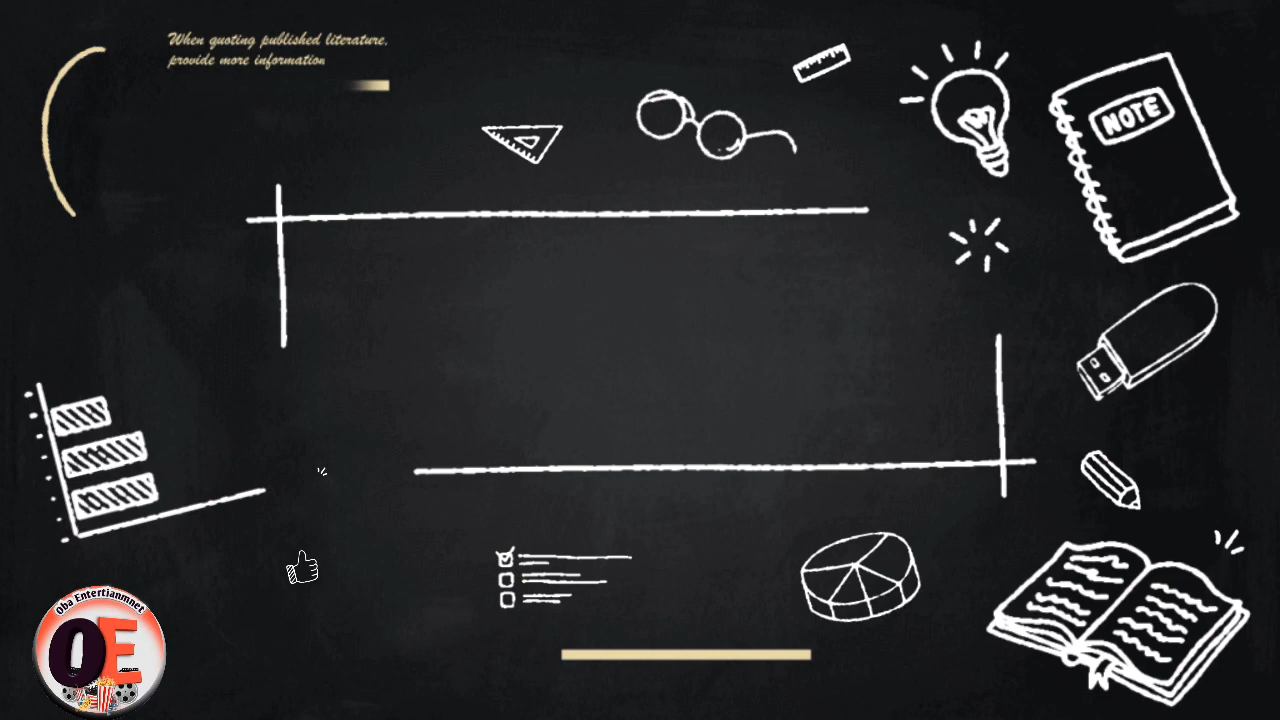 When quoting published literature,
provide more information
NOTE
Oba Entertianmnet
OE